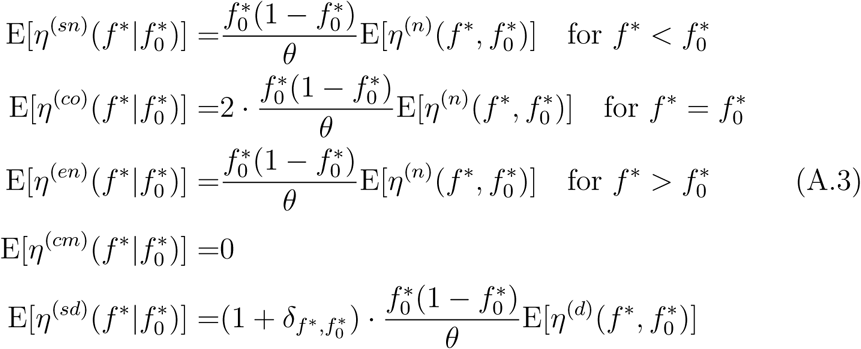 E[η^{(sn)}(f*|f_0^*)] = \frac{f_0^*(1 − f_0^*)}{θ} E[η^{(n)}(f*, f_0^*)] for f* < f_0^*
E[η^{(co)}(f*|f_0^*)] = 2 · \frac{f_0^*(1 − f_0^*)}{θ} E[η^{(n)}(f*, f_0^*)] for f* = f_0^*
E[η^{(en)}(f*|f_0^*)] = \frac{f_0^*(1 − f_0^*)}{θ} E[η^{(n)}(f*, f_0^*)] for f* > f_0^* (A.3)
E[η^{(cm)}(f*|f_0^*)] = 0
E[η^{(sd)}(f*|f_0^*)] = (1 + δ_{f*,f_0^*}) · \frac{f_0^*(1 − f_0^*)}{θ} E[η^{(d)}(f*, f_0^*)]